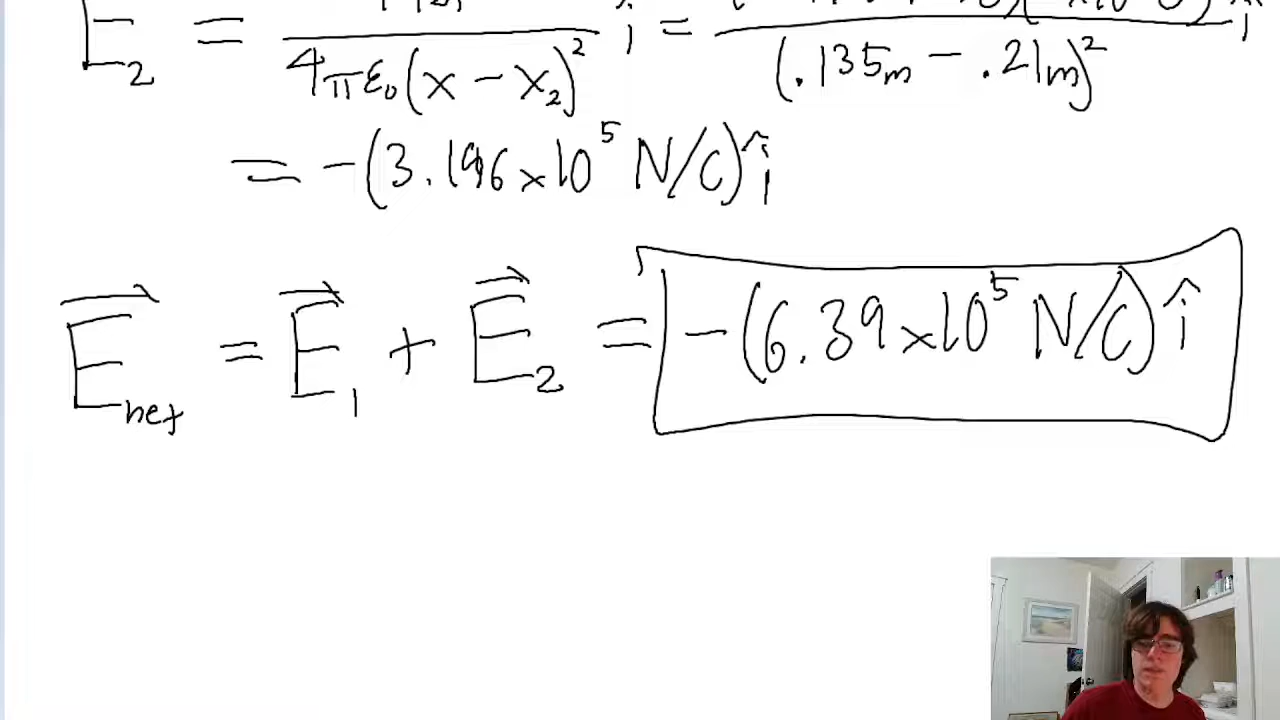 E₂ = / 4πε₀(x − x₂)² î = / (.135m − .21m)² î
= −(3.196×10⁵ N/C) î
E⃗net = E⃗₁ + E⃗₂ = −(6.39×10⁵ N/C) î